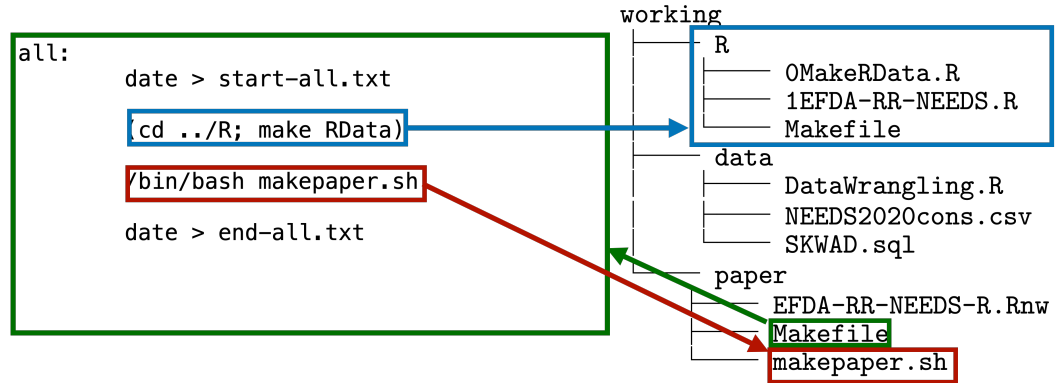 all:
date > start-all.txt
(cd ../R; make RData)
/bin/bash makepaper.sh
date > end-all.txt
working
R
0MakeRData.R
1EFDA-RR-NEEDS.R
Makefile
data
DataWrangling.R
NEEDS2020cons.csv
SKWAD.sql
paper
EFDA-RR-NEEDS-R.Rnw
Makefile
makepaper.sh